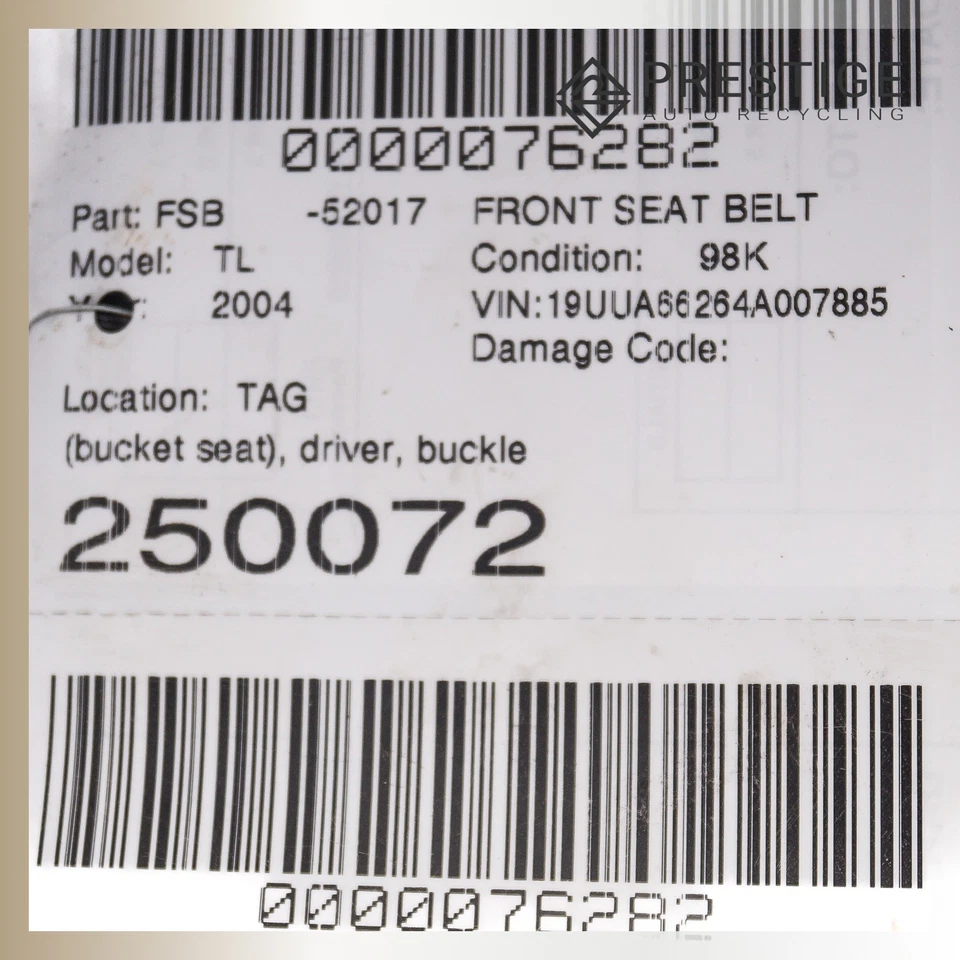 PRESTIGE
AUTO RECYCLING
0000076282
Part: FSB -52017 FRONT SEAT BELT
Model: TL Condition: 98K
2004 VIN:19UUA66264A007885
Damage Code:
Location: TAG
(bucket seat), driver, buckle
250072
0000076282